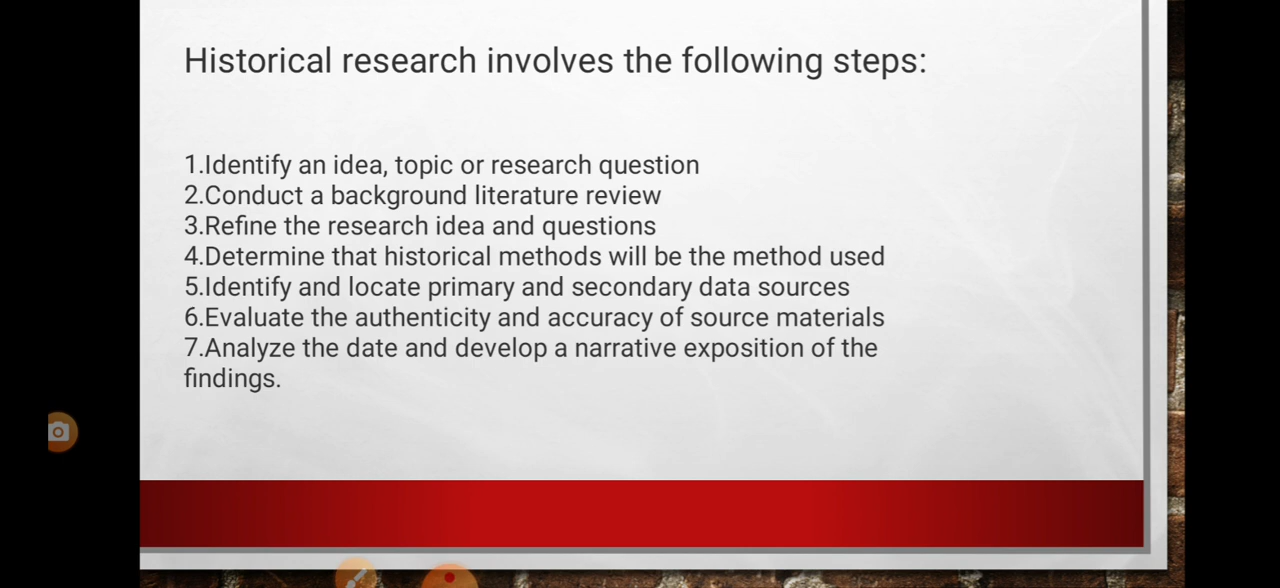 Historical research involves the following steps:
1.Identify an idea, topic or research question
2.Conduct a background literature review
3.Refine the research idea and questions
4.Determine that historical methods will be the method used
5.Identify and locate primary and secondary data sources
6.Evaluate the authenticity and accuracy of source materials
7.Analyze the date and develop a narrative exposition of the
findings.